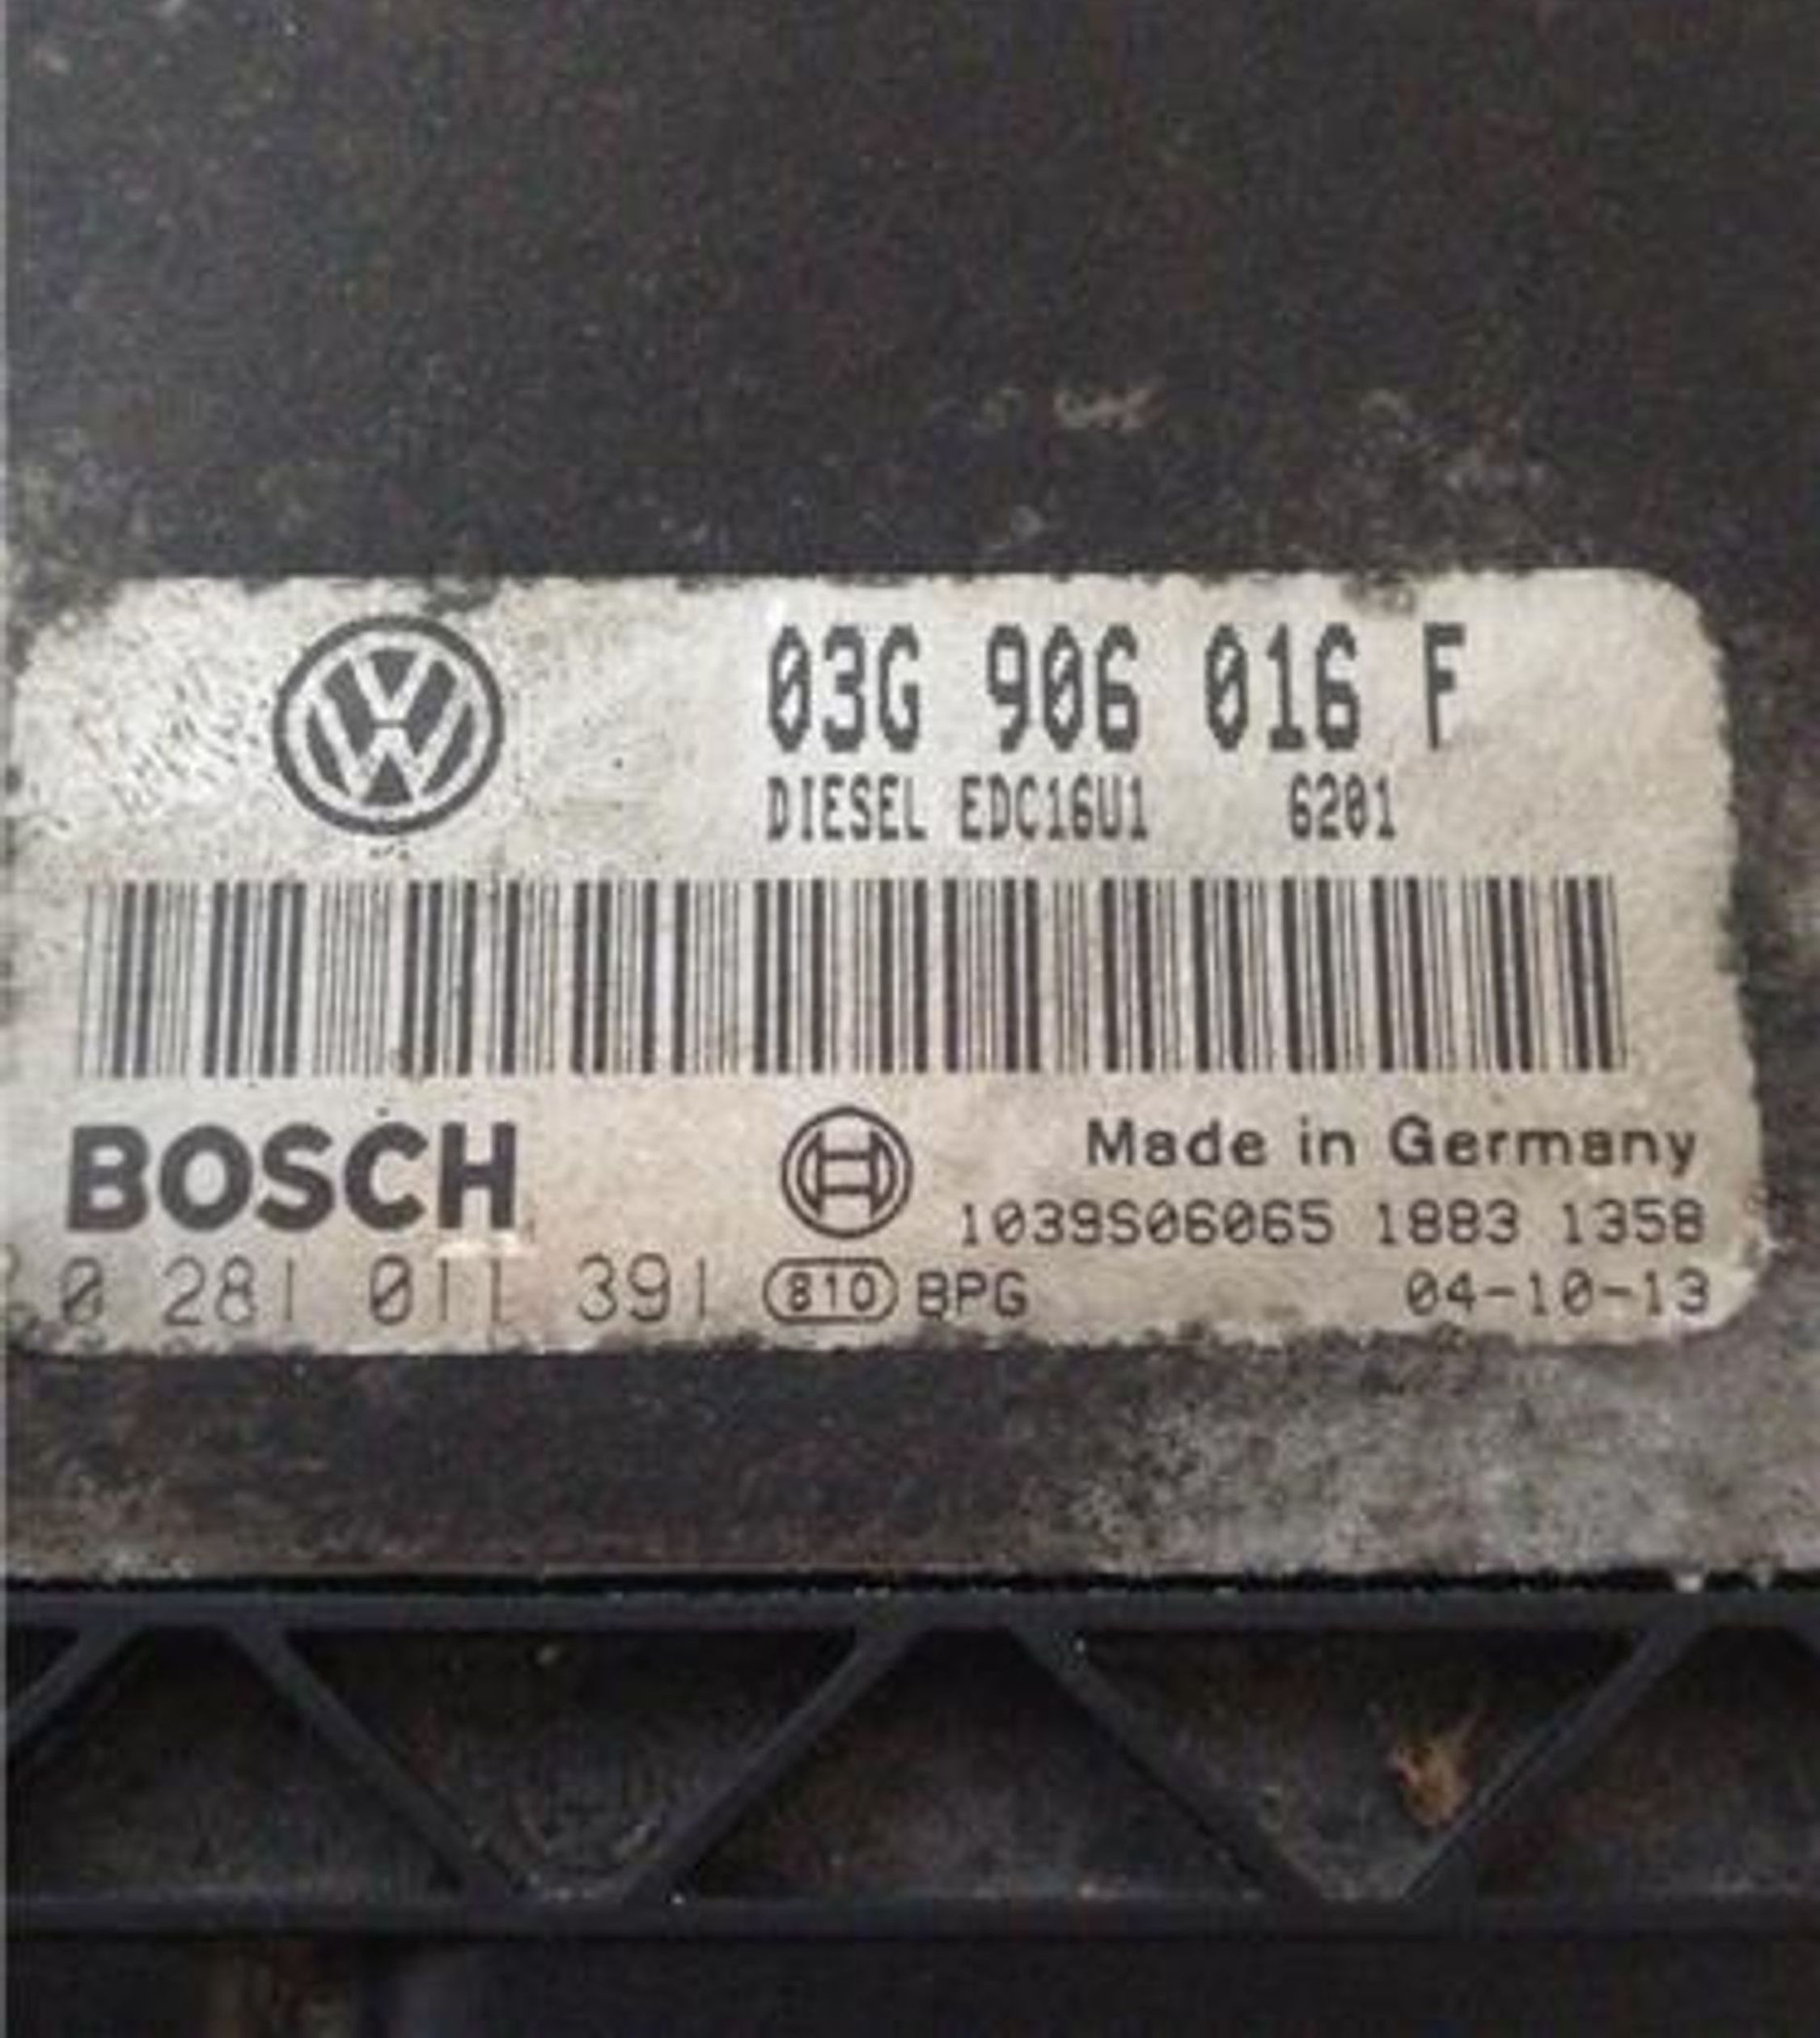 03G 906 016 F
DIESEL EDC16U1 6201
BOSCH
Made in Germany
1039S06065 1883 1358
0 281 011 391 810 BPG 04-10-13